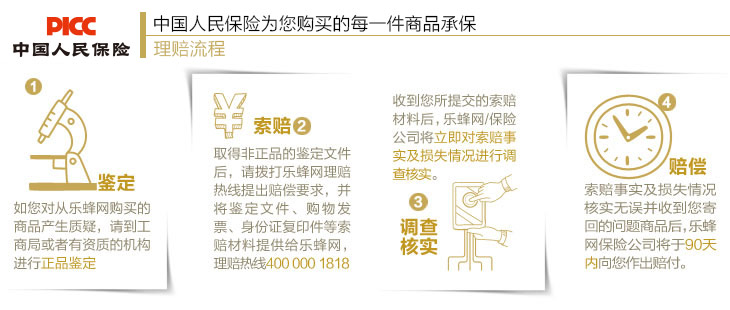 PICC
中国人民保险
中国人民保险为您购买的每一件商品承保
理赔流程
1
鉴定
如您对从乐蜂网购买的
商品产生质疑，请到工
商局或者有资质的机构
进行正品鉴定
索赔 2
取得非正品的鉴定文件
后，请拨打乐蜂网理赔
热线提出赔偿要求，并
将鉴定文件、购物发
票、身份证复印件等索
赔材料提供给乐蜂网，
理赔热线400 000 1818
收到您所提交的索赔
材料后，乐蜂网/保险
公司将立即对索赔事
实及损失情况进行调
查核实。
3
调查
核实
4
赔偿
索赔事实及损失情况
核实无误并收到您寄
回的问题商品后，乐蜂
网保险公司将于90天
内向您作出赔付。